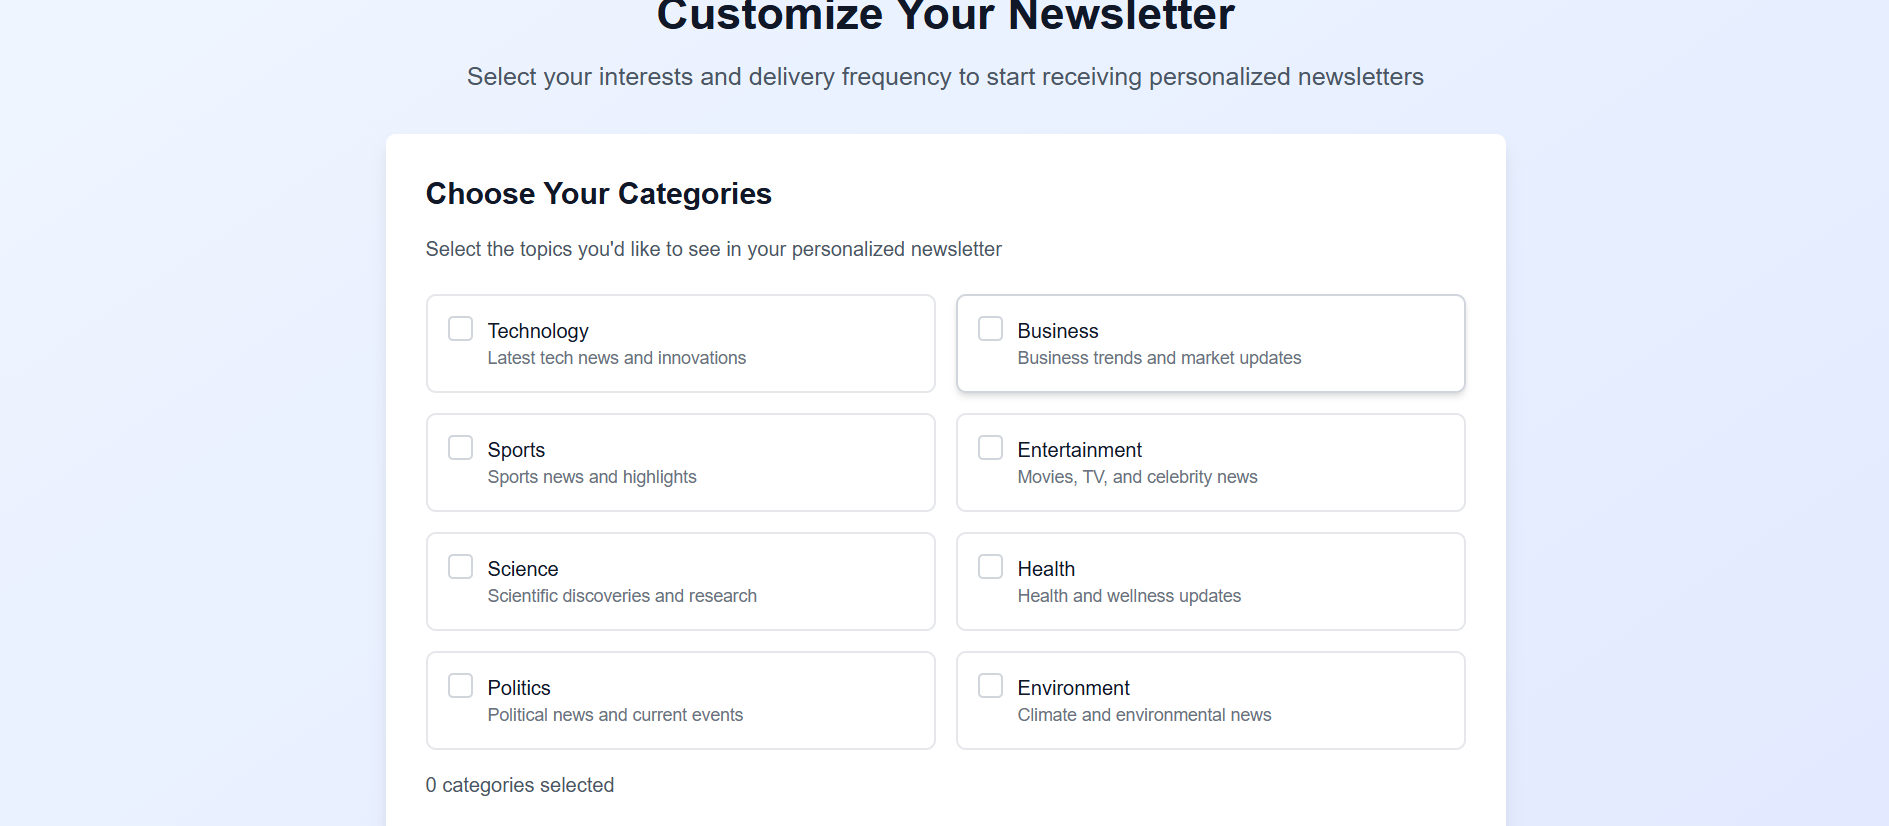 Customize Your Newsletter
Select your interests and delivery frequency to start receiving personalized newsletters
Choose Your Categories
Select the topics you'd like to see in your personalized newsletter
Technology
Latest tech news and innovations
Business
Business trends and market updates
Sports
Sports news and highlights
Entertainment
Movies, TV, and celebrity news
Science
Scientific discoveries and research
Health
Health and wellness updates
Politics
Political news and current events
Environment
Climate and environmental news
0 categories selected